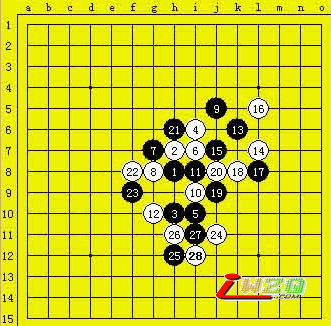 a b c d e f g h i j k l m n o
1
2
3
4
5 9 16
6 21 4 13
7 7 2 6 15 14
8 22 8 1 11 20 18 17
9 23 10 19
10 12 3 5
11 26 27 24
12 25 28
13 iWZQ
.COM
14
15